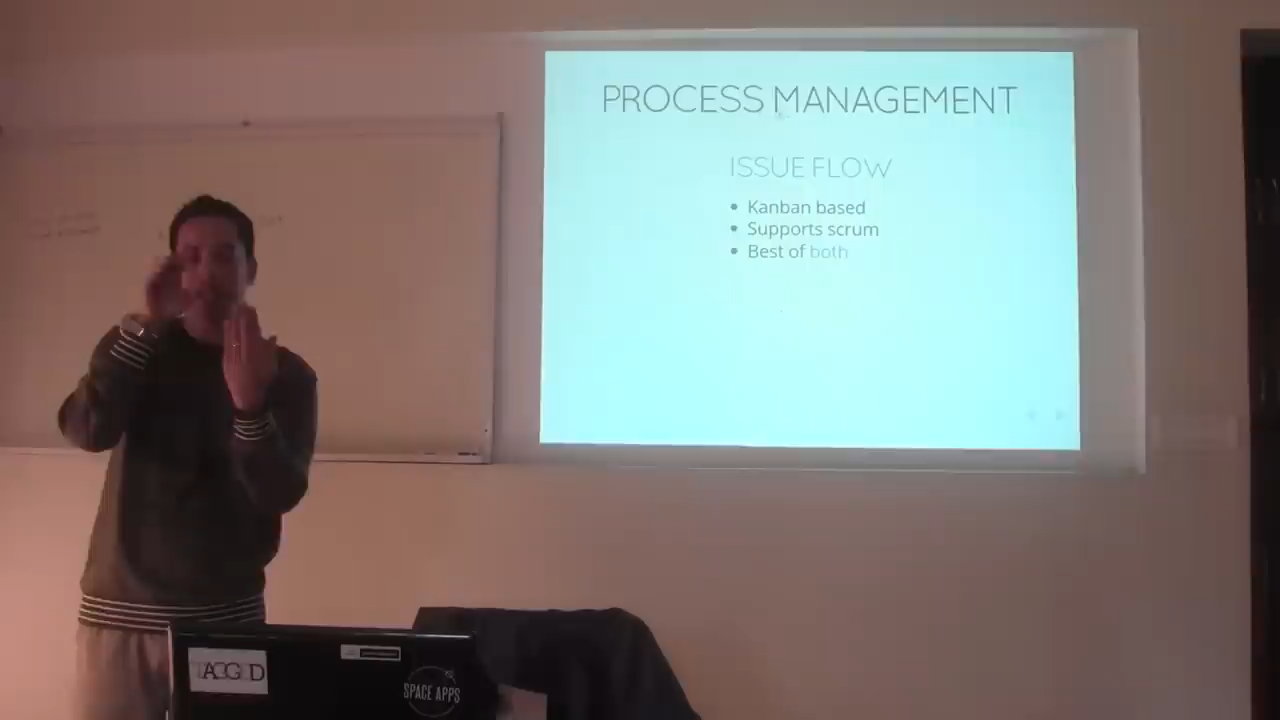 PROCESS MANAGEMENT
ISSUE FLOW
Kanban based
Supports scrum
Best of both
SPACE APPS